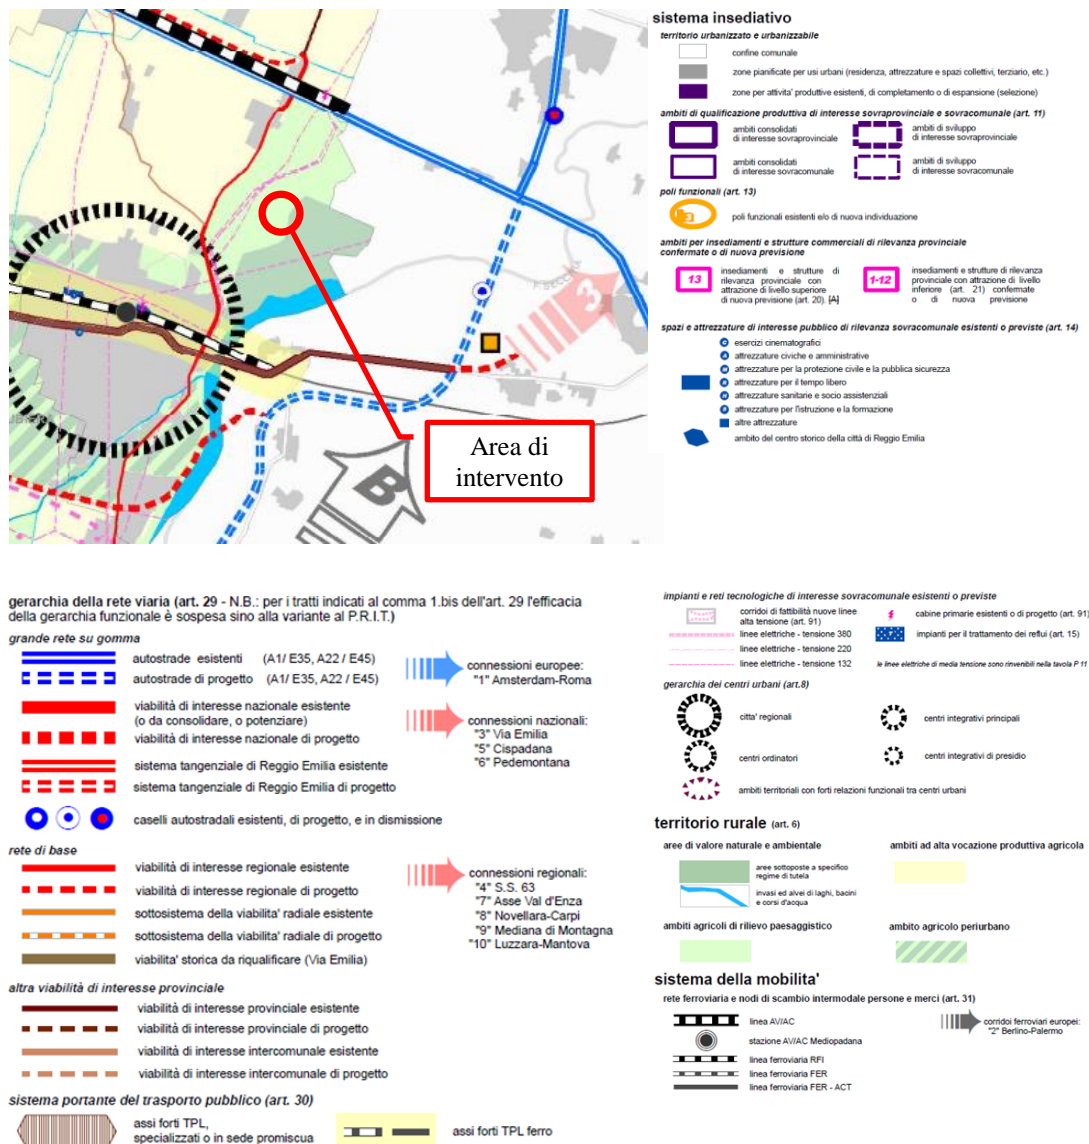 Area di
intervento
B
3
F. SECCHIA
sistema insediativo
territorio urbanizzato e urbanizzabile
confine comunale
zone pianificate per usi urbani (residenza, attrezzature e spazi collettivi, terziario, etc.)
zone per attivita' produttive esistenti, di completamento o di espansione (selezione)
ambiti di qualificazione produttiva di interesse sovraprovinciale e sovracomunale (art. 11)
ambiti consolidati
di interesse sovraprovinciale
ambiti di sviluppo
di interesse sovraprovinciale
ambiti consolidati
di interesse sovracomunale
ambiti di sviluppo
di interesse sovracomunale
poli funzionali (art. 13)
poli funzionali esistenti e/o di nuova individuazione
ambiti per insediamenti e strutture commerciali di rilevanza provinciale
confermate o di nuova previsione
13
insediamenti e strutture di
rilevanza provinciale con
attrazione di livello superiore
di nuova previsione (art. 20). [A]
1-12
insediamenti e strutture di rilevanza
provinciale con attrazione di livello
inferiore (art. 21) confermate
o di nuova previsione
spazi e attrezzature di interesse pubblico di rilevanza sovracomunale esistenti o previste (art. 14)
esercizi cinematografici
attrezzature civiche e amministrative
attrezzature per la protezione civile e la pubblica sicurezza
attrezzature per il tempo libero
attrezzature sanitarie e socio assistenziali
attrezzature per l'istruzione e la formazione
altre attrezzature
ambito del centro storico della città di Reggio Emilia
gerarchia della rete viaria (art. 29 - N.B.: per i tratti indicati al comma 1.bis dell'art. 29 l'efficacia
della gerarchia funzionale è sospesa sino alla variante al P.R.I.T.)
grande rete su gomma
autostrade esistenti (A1/ E35, A22 / E45)
autostrade di progetto (A1/ E35, A22 / E45)
connessioni europee:
"1" Amsterdam-Roma
viabilità di interesse nazionale esistente
(o da consolidare, o potenziare)
viabilità di interesse nazionale di progetto
connessioni nazionali:
"3" Via Emilia
"5" Cispadana
"6" Pedemontana
sistema tangenziale di Reggio Emilia esistente
sistema tangenziale di Reggio Emilia di progetto
caselli autostradali esistenti, di progetto, e in dismissione
rete di base
viabilità di interesse regionale esistente
viabilità di interesse regionale di progetto
sottosistema della viabilita' radiale esistente
sottosistema della viabilita' radiale di progetto
viabilita' storica da riqualificare (Via Emilia)
connessioni regionali:
"4" S.S. 63
"7" Asse Val d'Enza
"8" Novellara-Carpi
"9" Mediana di Montagna
"10" Luzzara-Mantova
altra viabilità di interesse provinciale
viabilità di interesse provinciale esistente
viabilità di interesse provinciale di progetto
viabilità di interesse intercomunale esistente
viabilità di interesse intercomunale di progetto
sistema portante del trasporto pubblico (art. 30)
assi forti TPL,
specializzati o in sede promiscua
assi forti TPL ferro
impianti e reti tecnologiche di interesse sovracomunale esistenti o previste
corridoi di fattibilità nuove linee
alta tensione (art. 91)
cabine primarie esistenti o di progetto (art. 91)
linee elettriche - tensione 380
impianti per il trattamento dei reflui (art. 15)
linee elettriche - tensione 220
linee elettriche - tensione 132
le linee elettriche di media tensione sono rinvenibili nella tavola P 11
gerarchia dei centri urbani (art.8)
citta' regionali
centri integrativi principali
centri ordinatori
centri integrativi di presidio
ambiti territoriali con forti relazioni funzionali tra centri urbani
territorio rurale (art. 6)
aree di valore naturale e ambientale
ambiti ad alta vocazione produttiva agricola
aree sottoposte a specifico
regime di tutela
invasi ed alvei di laghi, bacini
e corsi d'acqua
ambiti agricoli di rilievo paesaggistico
ambito agricolo periurbano
sistema della mobilita'
rete ferroviaria e nodi di scambio intermodale persone e merci (art. 31)
linea AV/AC
corridoi ferroviari europei:
"2" Berlino-Palermo
stazione AV/AC Mediopadana
linea ferroviaria RFI
linea ferroviaria FER
linea ferroviaria FER - ACT